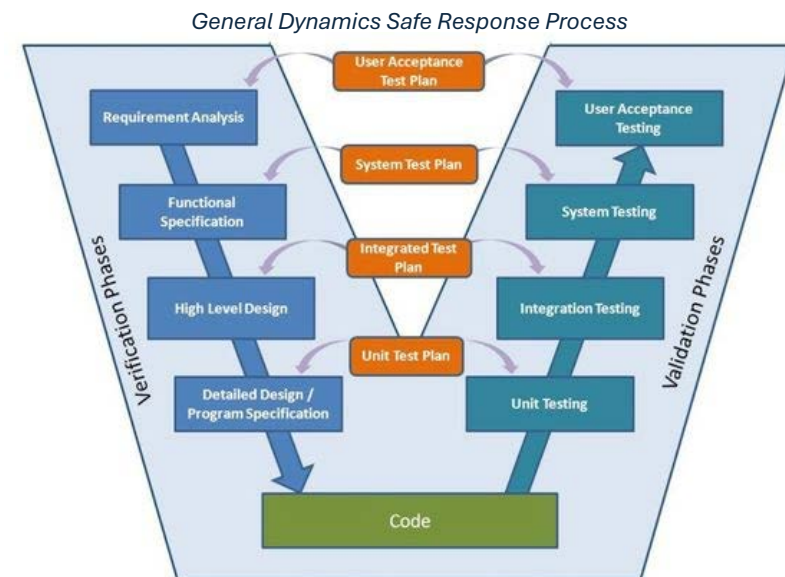 General Dynamics Safe Response Process
User Acceptance
Test Plan
Requirement Analysis
User Acceptance
Testing
System Test Plan
Functional
Specification
System Testing
Integrated Test
Plan
High Level Design
Integration Testing
Unit Test Plan
Detailed Design /
Program Specification
Unit Testing
Verification Phases
Validation Phases
Code